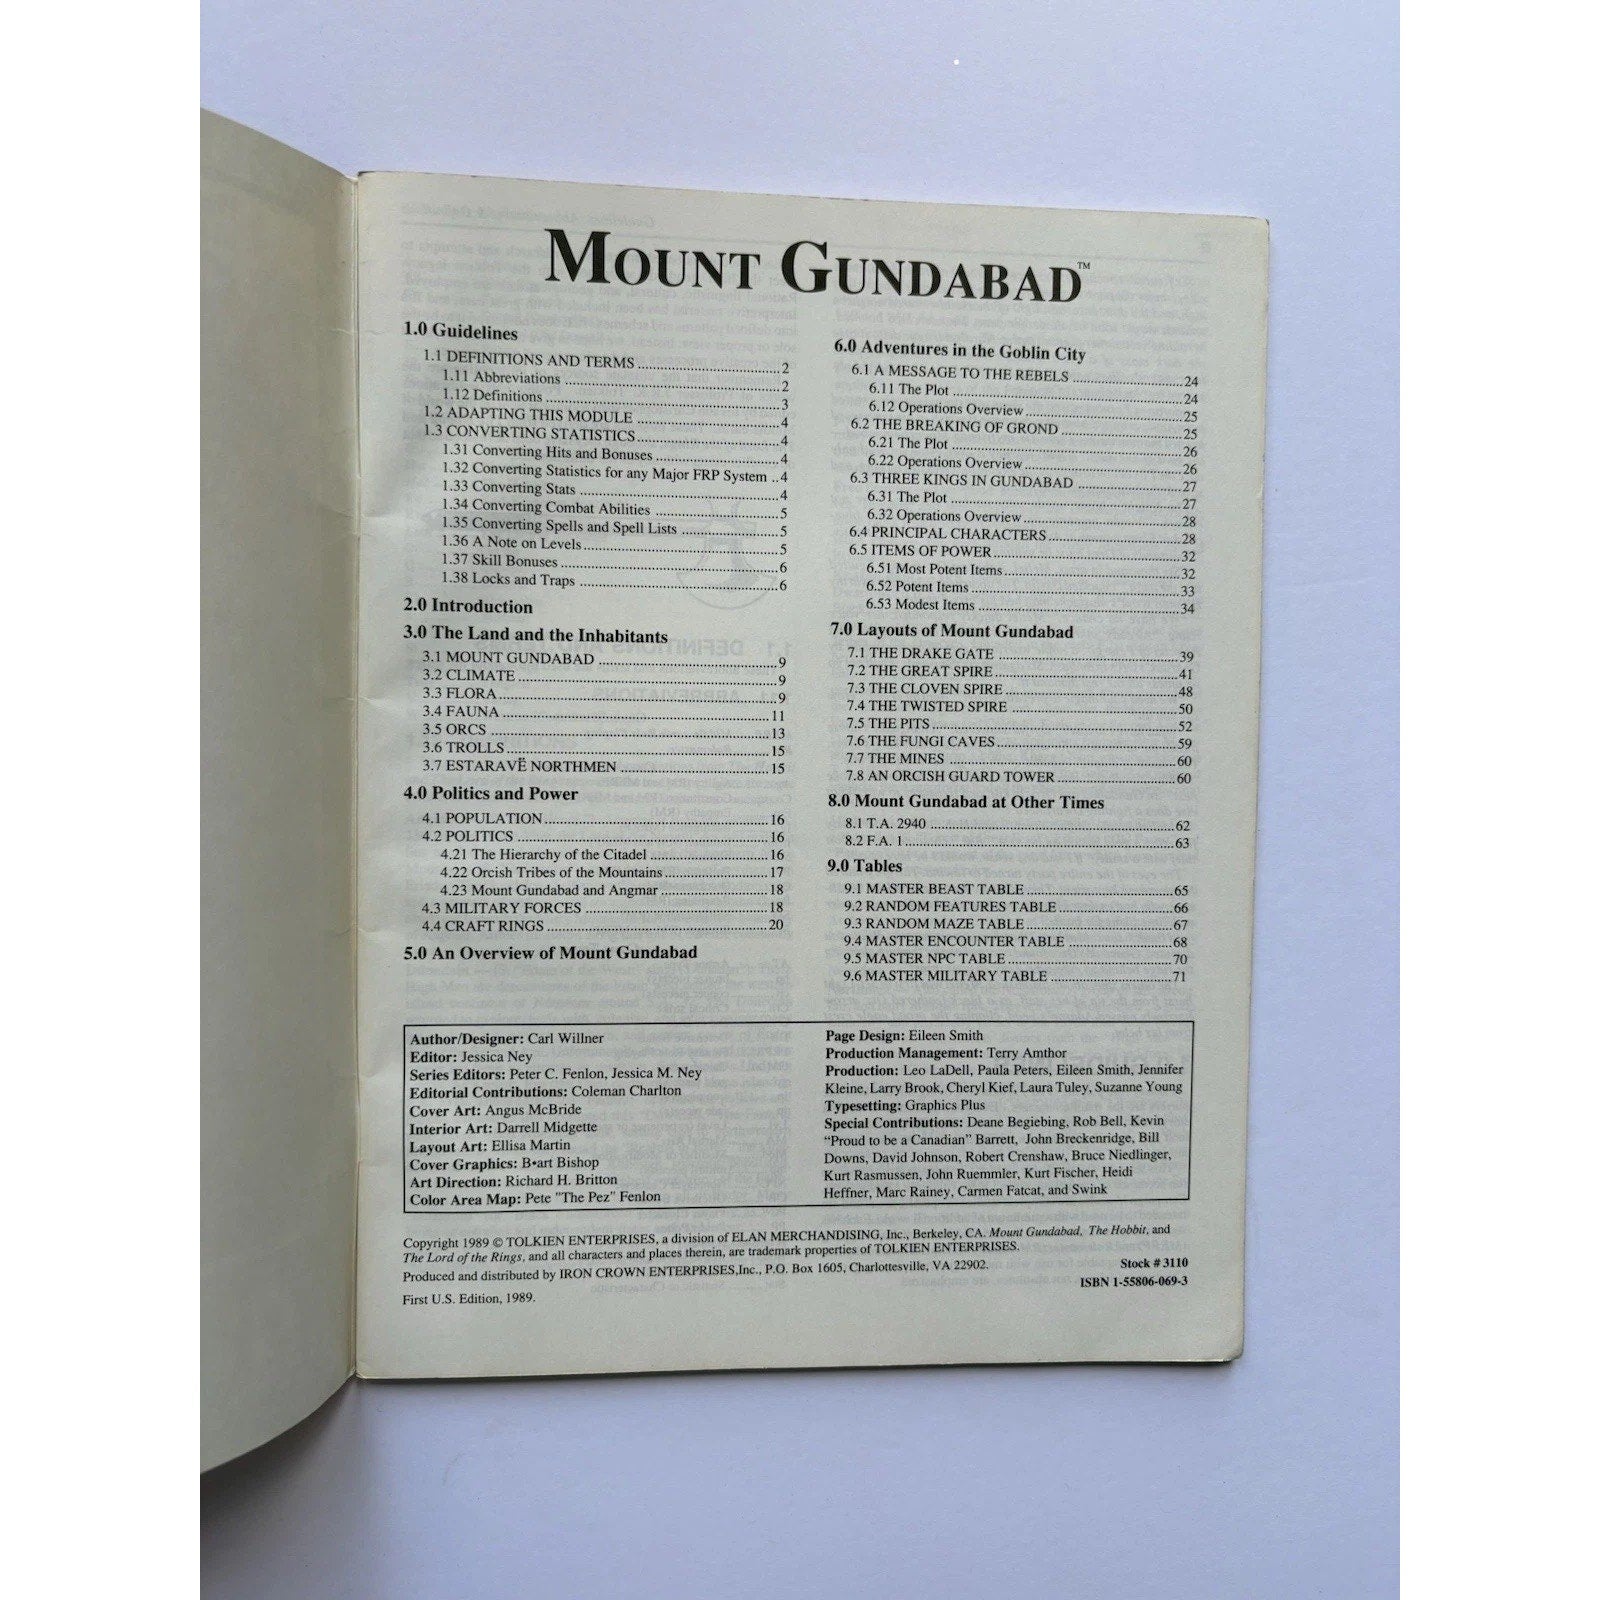 MOUNT GUNDABAD™
1.0 Guidelines
1.1 DEFINITIONS AND TERMS ........ 2
1.11 Abbreviations ........ 2
1.12 Definitions ........ 3
1.2 ADAPTING THIS MODULE ........ 4
1.3 CONVERTING STATISTICS ........ 4
1.31 Converting Hits and Bonuses ........ 4
1.32 Converting Statistics for any Major FRP System .. 4
1.33 Converting Stats ........ 4
1.34 Converting Combat Abilities ........ 5
1.35 Converting Spells and Spell Lists ........ 5
1.36 A Note on Levels ........ 5
1.37 Skill Bonuses ........ 6
1.38 Locks and Traps ........ 6
2.0 Introduction
3.0 The Land and the Inhabitants
3.1 MOUNT GUNDABAD ........ 9
3.2 CLIMATE ........ 9
3.3 FLORA ........ 9
3.4 FAUNA ........ 11
3.5 ORCS ........ 13
3.6 TROLLS ........ 15
3.7 ESTARAVË NORTHMEN ........ 15
4.0 Politics and Power
4.1 POPULATION ........ 16
4.2 POLITICS ........ 16
4.21 The Hierarchy of the Citadel ........ 16
4.22 Orcish Tribes of the Mountains ........ 17
4.23 Mount Gundabad and Angmar ........ 18
4.3 MILITARY FORCES ........ 18
4.4 CRAFT RINGS ........ 20
5.0 An Overview of Mount Gundabad
6.0 Adventures in the Goblin City
6.1 A MESSAGE TO THE REBELS ........ 24
6.11 The Plot ........ 24
6.12 Operations Overview ........ 25
6.2 THE BREAKING OF GROND ........ 25
6.21 The Plot ........ 26
6.22 Operations Overview ........ 26
6.3 THREE KINGS IN GUNDABAD ........ 27
6.31 The Plot ........ 27
6.32 Operations Overview ........ 28
6.4 PRINCIPAL CHARACTERS ........ 28
6.5 ITEMS OF POWER ........ 32
6.51 Most Potent Items ........ 32
6.52 Potent Items ........ 33
6.53 Modest Items ........ 34
7.0 Layouts of Mount Gundabad
7.1 THE DRAKE GATE ........ 39
7.2 THE GREAT SPIRE ........ 41
7.3 THE CLOVEN SPIRE ........ 48
7.4 THE TWISTED SPIRE ........ 50
7.5 THE PITS ........ 52
7.6 THE FUNGI CAVES ........ 59
7.7 THE MINES ........ 60
7.8 AN ORCISH GUARD TOWER ........ 60
8.0 Mount Gundabad at Other Times
8.1 T.A. 2940 ........ 62
8.2 F.A. 1 ........ 63
9.0 Tables
9.1 MASTER BEAST TABLE ........ 65
9.2 RANDOM FEATURES TABLE ........ 66
9.3 RANDOM MAZE TABLE ........ 67
9.4 MASTER ENCOUNTER TABLE ........ 68
9.5 MASTER NPC TABLE ........ 70
9.6 MASTER MILITARY TABLE ........ 71
Author/Designer: Carl Willner
Editor: Jessica Ney
Series Editors: Peter C. Fenlon, Jessica M. Ney
Editorial Contributions: Coleman Charlton
Cover Art: Angus McBride
Interior Art: Darrell Midgette
Layout Art: Ellisa Martin
Cover Graphics: B•art Bishop
Art Direction: Richard H. Britton
Color Area Map: Pete "The Pez" Fenlon
Page Design: Eileen Smith
Production Management: Terry Amthor
Production: Leo LaDell, Paula Peters, Eileen Smith, Jennifer
Kleine, Larry Brook, Cheryl Kief, Laura Tuley, Suzanne Young
Typesetting: Graphics Plus
Special Contributions: Deane Begiebing, Rob Bell, Kevin
“Proud to be a Canadian” Barrett, John Breckenridge, Bill
Downs, David Johnson, Robert Crenshaw, Bruce Niedlinger,
Kurt Rasmussen, John Ruemmler, Kurt Fischer, Heidi
Heffner, Marc Rainey, Carmen Fatcat, and Swink
Copyright 1989 © TOLKIEN ENTERPRISES, a division of ELAN MERCHANDISING, Inc., Berkeley, CA. Mount Gundabad, The Hobbit, and
The Lord of the Rings, and all characters and places therein, are trademark properties of TOLKIEN ENTERPRISES.
Produced and distributed by IRON CROWN ENTERPRISES,Inc., P.O. Box 1605, Charlottesville, VA 22902.
Stock # 3110
ISBN 1-55806-069-3
First U.S. Edition, 1989.